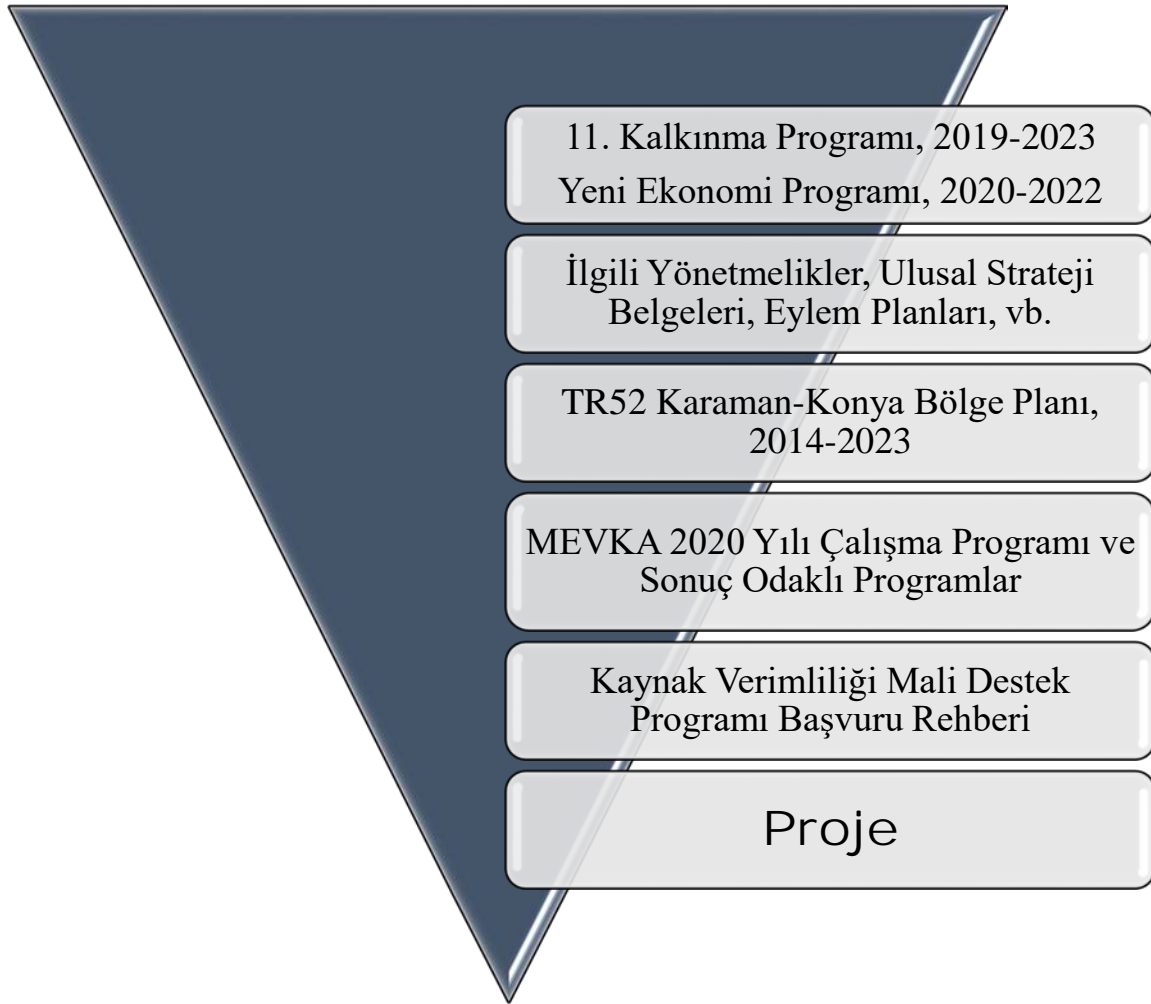 11. Kalkınma Programı, 2019-2023
Yeni Ekonomi Programı, 2020-2022
İlgili Yönetmelikler, Ulusal Strateji
Belgeleri, Eylem Planları, vb.
TR52 Karaman-Konya Bölge Planı,
2014-2023
MEVKA 2020 Yılı Çalışma Programı ve
Sonuç Odaklı Programlar
Kaynak Verimliliği Mali Destek
Programı Başvuru Rehberi
Proje